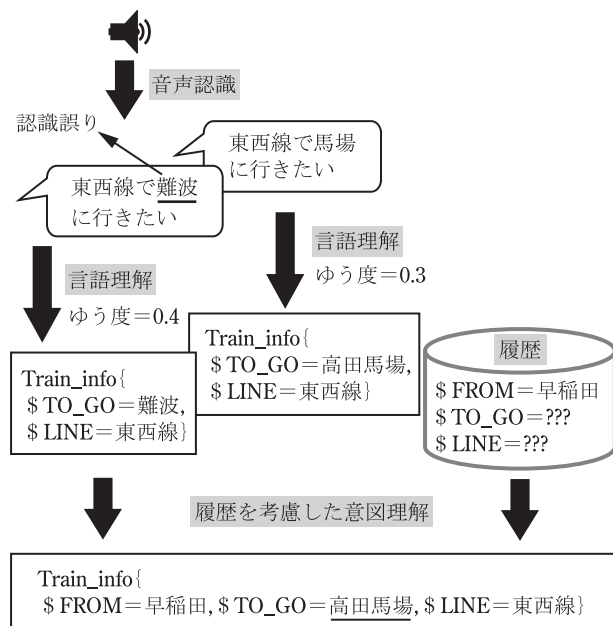 音声認識
認識誤り
東西線で馬場
に行きたい
東西線で難波
に行きたい
言語理解
ゆう度=0.3
言語理解
ゆう度=0.4
Train_info{
$TO_GO=高田馬場,
$LINE=東西線}
Train_info{
$TO_GO=難波,
$LINE=東西線}
履歴
$FROM=早稲田
$TO_GO=???
$LINE=???
履歴を考慮した意図理解
Train_info{
$FROM=早稲田, $TO_GO=高田馬場, $LINE=東西線}